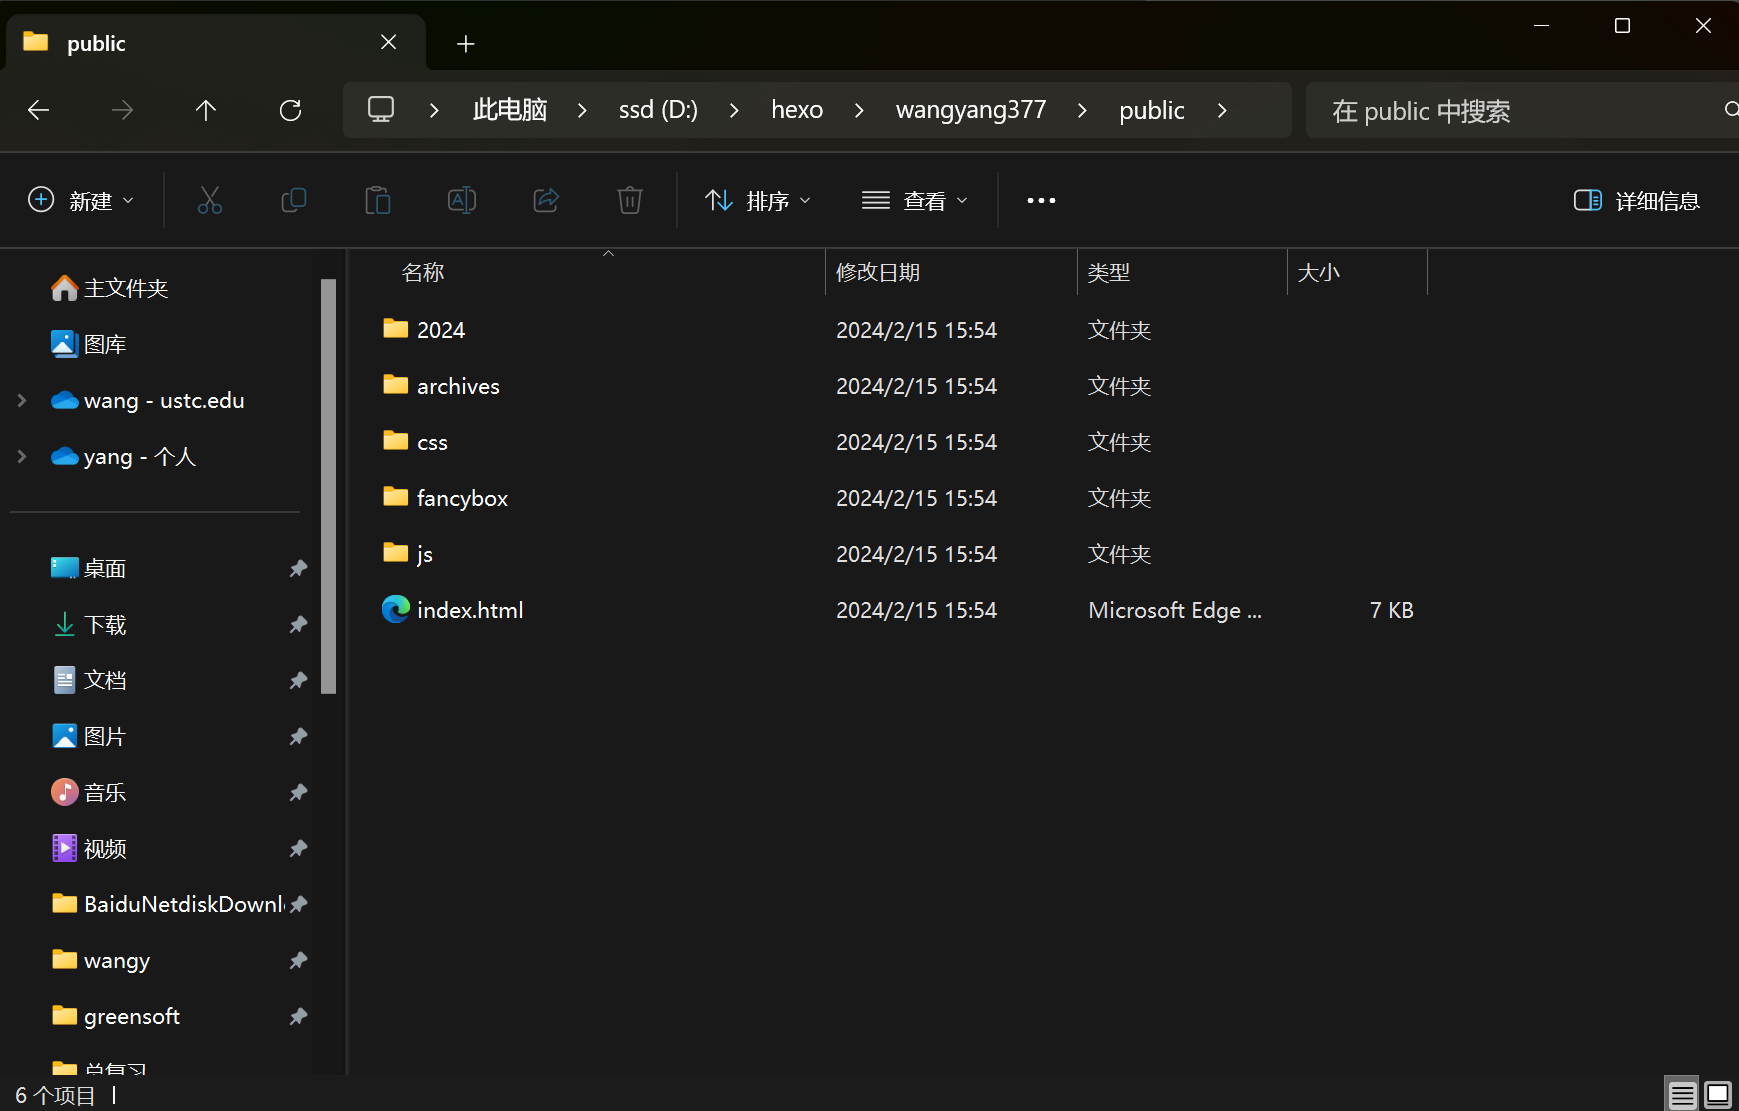 public
此电脑 ssd (D:) hexo wangyang377 public
在 public 中搜索
新建 排序 查看 详细信息
名称 修改日期 类型 大小
主文件夹
图库
wang - ustc.edu
yang - 个人
桌面
下载
文档
图片
音乐
视频
BaiduNetdiskDownl
wangy
greensoft
总复习
2024 2024/2/15 15:54 文件夹
archives 2024/2/15 15:54 文件夹
css 2024/2/15 15:54 文件夹
fancybox 2024/2/15 15:54 文件夹
js 2024/2/15 15:54 文件夹
index.html 2024/2/15 15:54 Microsoft Edge ... 7 KB
6 个项目